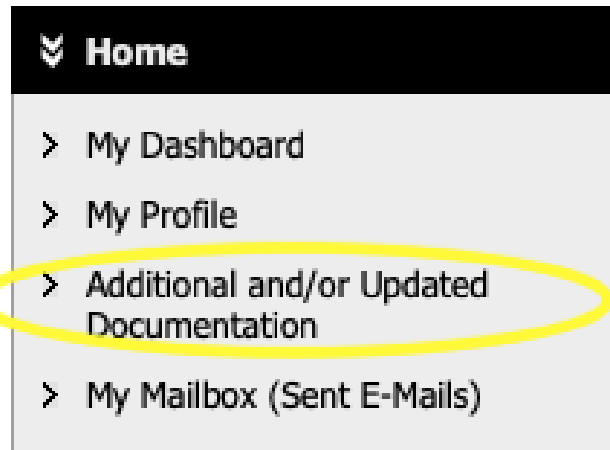 Home
My Dashboard
My Profile
Additional and/or Updated
Documentation
My Mailbox (Sent E-Mails)